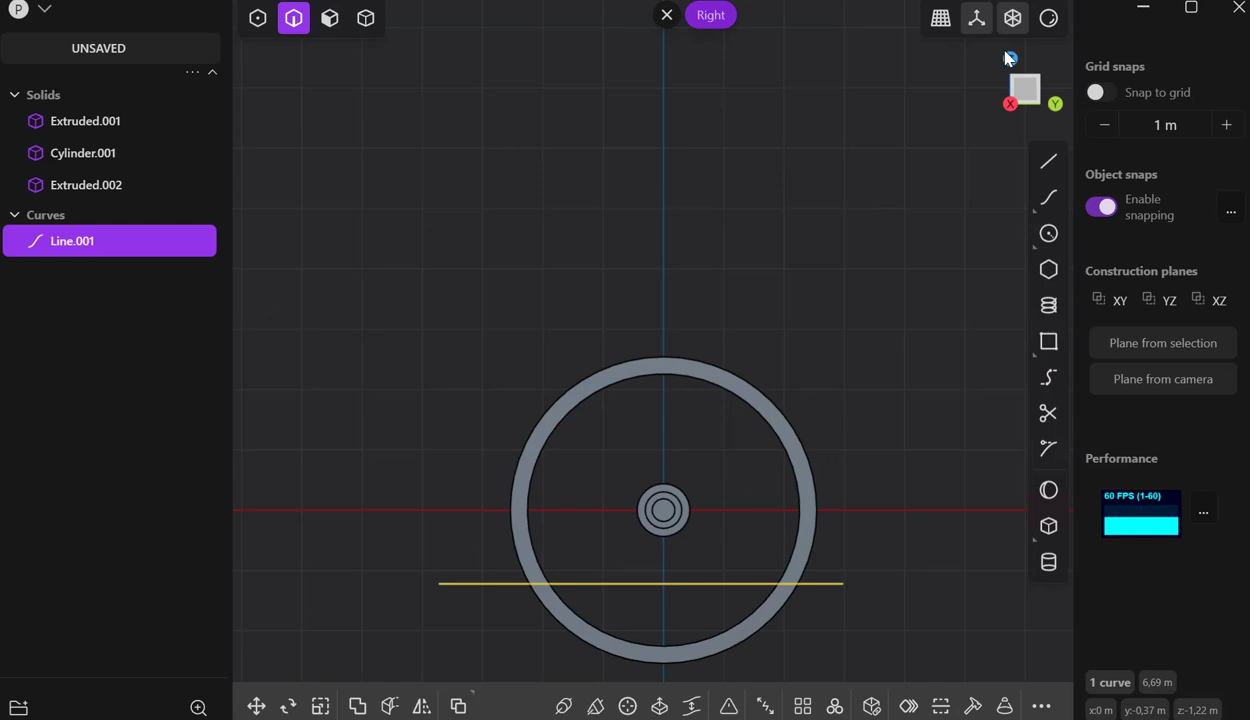 P
Right
UNSAVED
Solids
Extruded.001
Cylinder.001
Extruded.002
Curves
Line.001
X
Y
Grid snaps
Snap to grid
1 m
Object snaps
Enable
snapping
Construction planes
XY YZ XZ
Plane from selection
Plane from camera
Performance
60 FPS (1-60)
1 curve 6,69 m
x:0 m y:-0,37 m z:-1,22 m